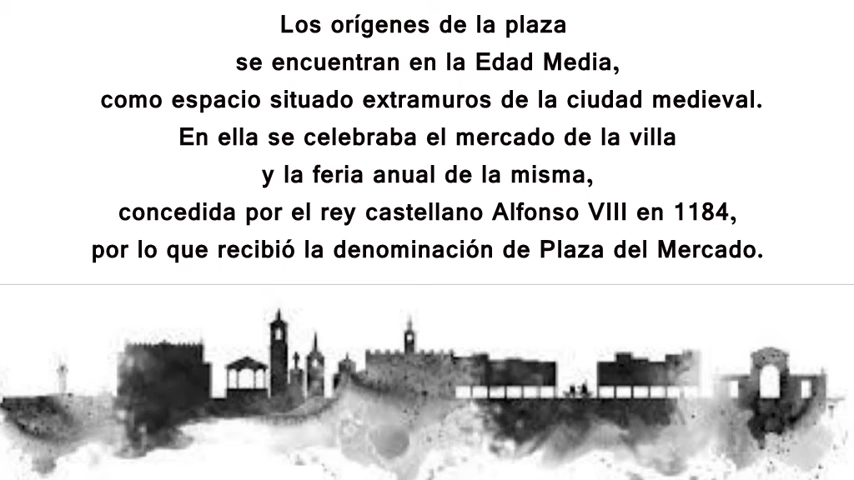 Los orígenes de la plaza
se encuentran en la Edad Media,
como espacio situado extramuros de la ciudad medieval.
En ella se celebraba el mercado de la villa
y la feria anual de la misma,
concedida por el rey castellano Alfonso VIII en 1184,
por lo que recibió la denominación de Plaza del Mercado.